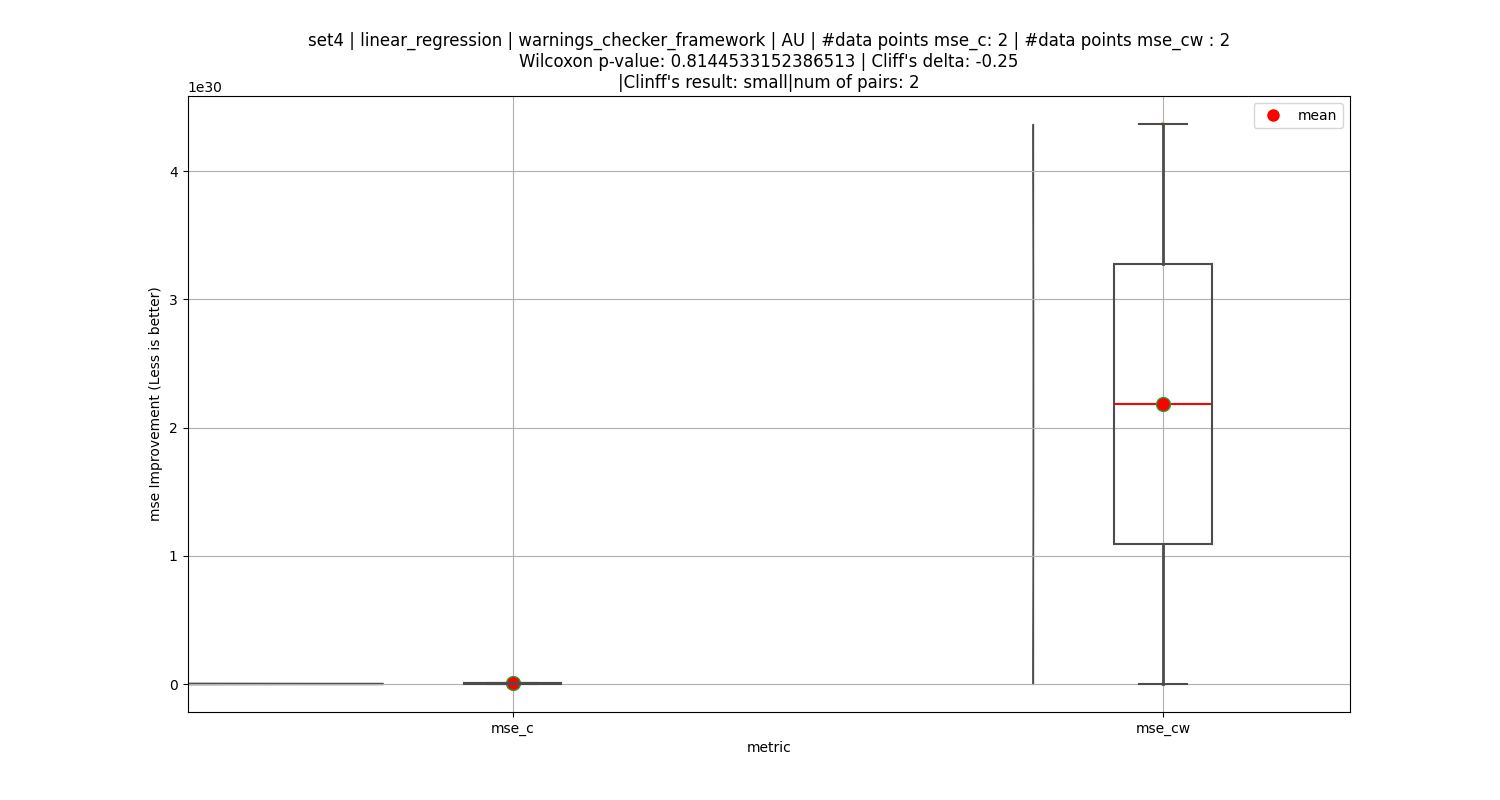 set4 | linear_regression | warnings_checker_framework | AU | #data points mse_c: 2 | #data points mse_cw : 2
Wilcoxon p-value: 0.8144533152386513 | Cliff's delta: -0.25
|Clinff's result: small|num of pairs: 2
1e30
mean
4
3
2
1
0
mse Improvement (Less is better)
mse_c
mse_cw
metric